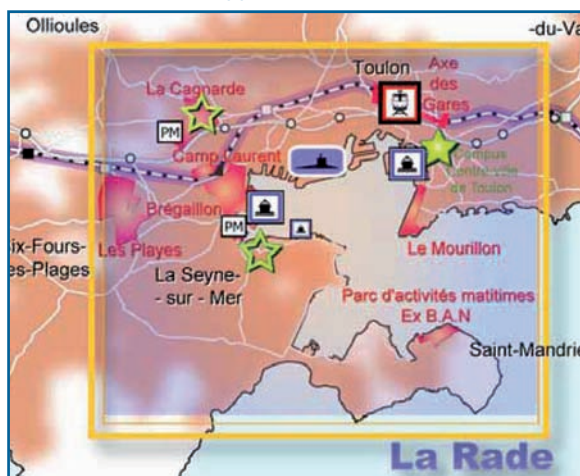 Ollioules
-du-Va
Toulon
Axe
des
Gares
La Cagnarde
PM
Camp Laurent
Campus
Centre ville
de Toulon
Brégaillon
PM
Six-Fours-
es-Plages
Les Playes
Le Mourillon
La Seyne-
- sur - Mer
Parc d'activités matitimes
Ex B.A.N
Saint-Mandrie
La Rade